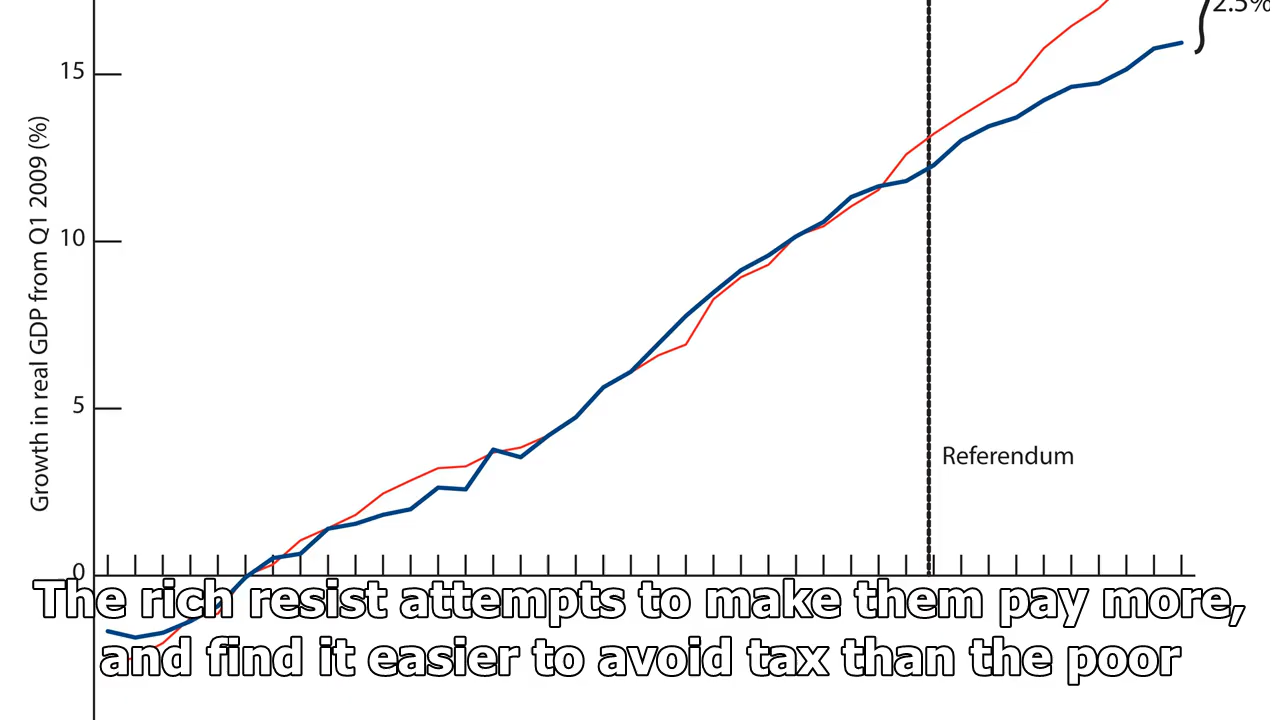 2.5%
15
Growth in real GDP from Q1 2009 (%)
10
5
Referendum
0
The rich resist attempts to make them pay more,
and find it easier to avoid tax than the poor